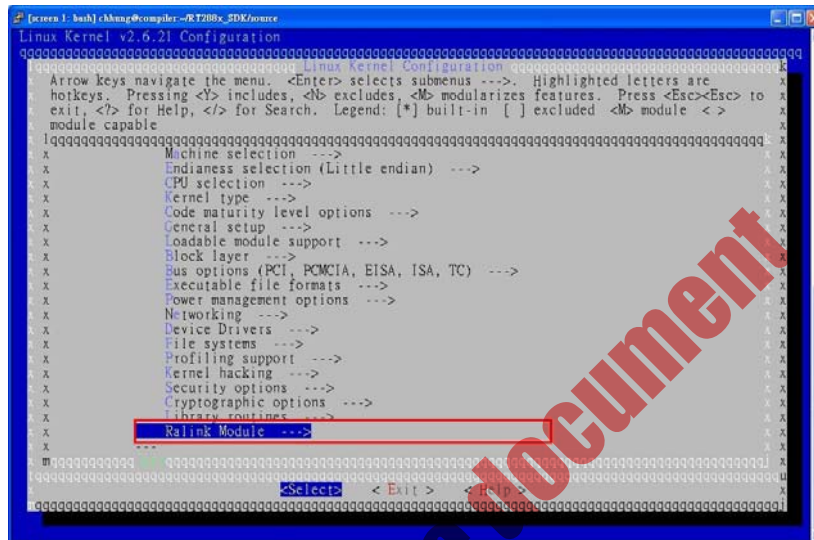 [screen 1: bash] chhung@compiler:~/RT288x_SDK/source
Linux Kernel v2.6.21 Configuration
Linux Kernel Configuration
Arrow keys navigate the menu. <Enter> selects submenus --->. Highlighted letters are
hotkeys. Pressing <Y> includes, <N> excludes, <M> modularizes features. Press <Esc><Esc> to
exit, <?> for Help, </> for Search. Legend: [*] built-in [ ] excluded <M> module < >
module capable
Machine selection --->
Endianess selection (Little endian) --->
CPU selection --->
Kernel type --->
Code maturity level options --->
General setup --->
Loadable module support --->
Block layer --->
Bus options (PCI, PCMCIA, EISA, ISA, TC) --->
Executable file formats --->
Power management options --->
Networking --->
Device Drivers --->
File systems --->
Profiling support --->
Kernel hacking --->
Security options --->
Cryptographic options --->
Library routines --->
Ralink Module --->
---
<Select> < Exit > < Help >
document